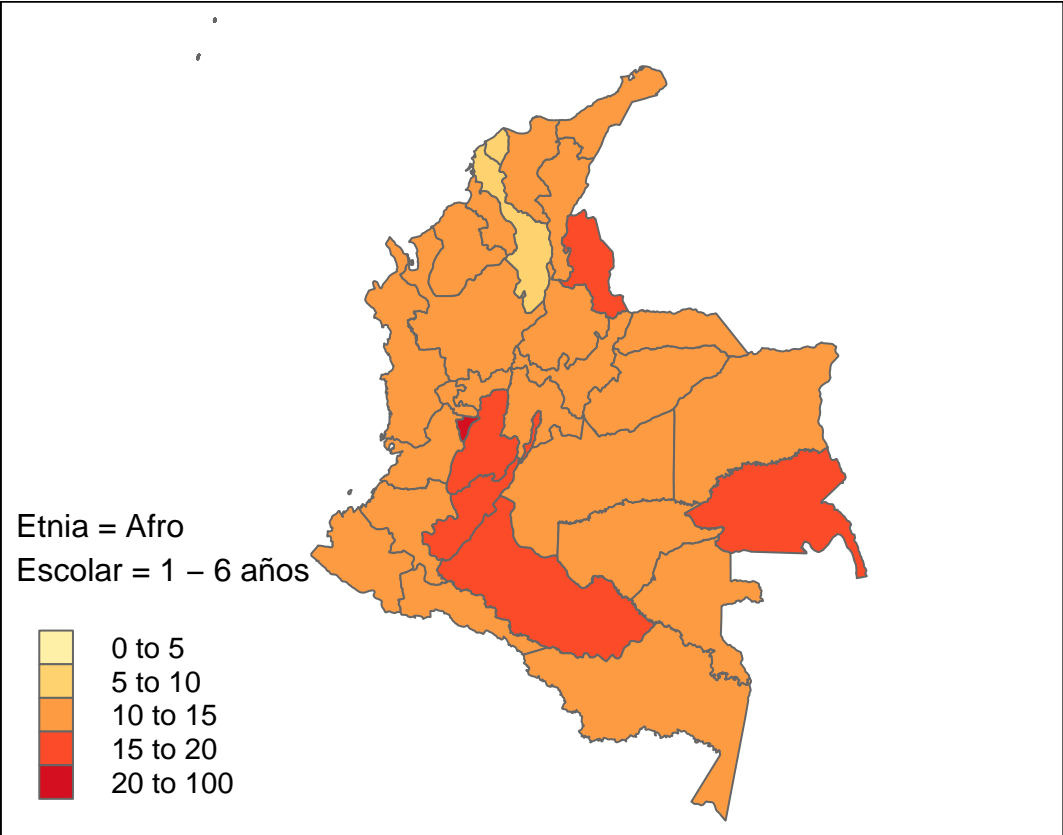 Etnia = Afro
Escolar = 1 – 6 años
0 to 5
5 to 10
10 to 15
15 to 20
20 to 100